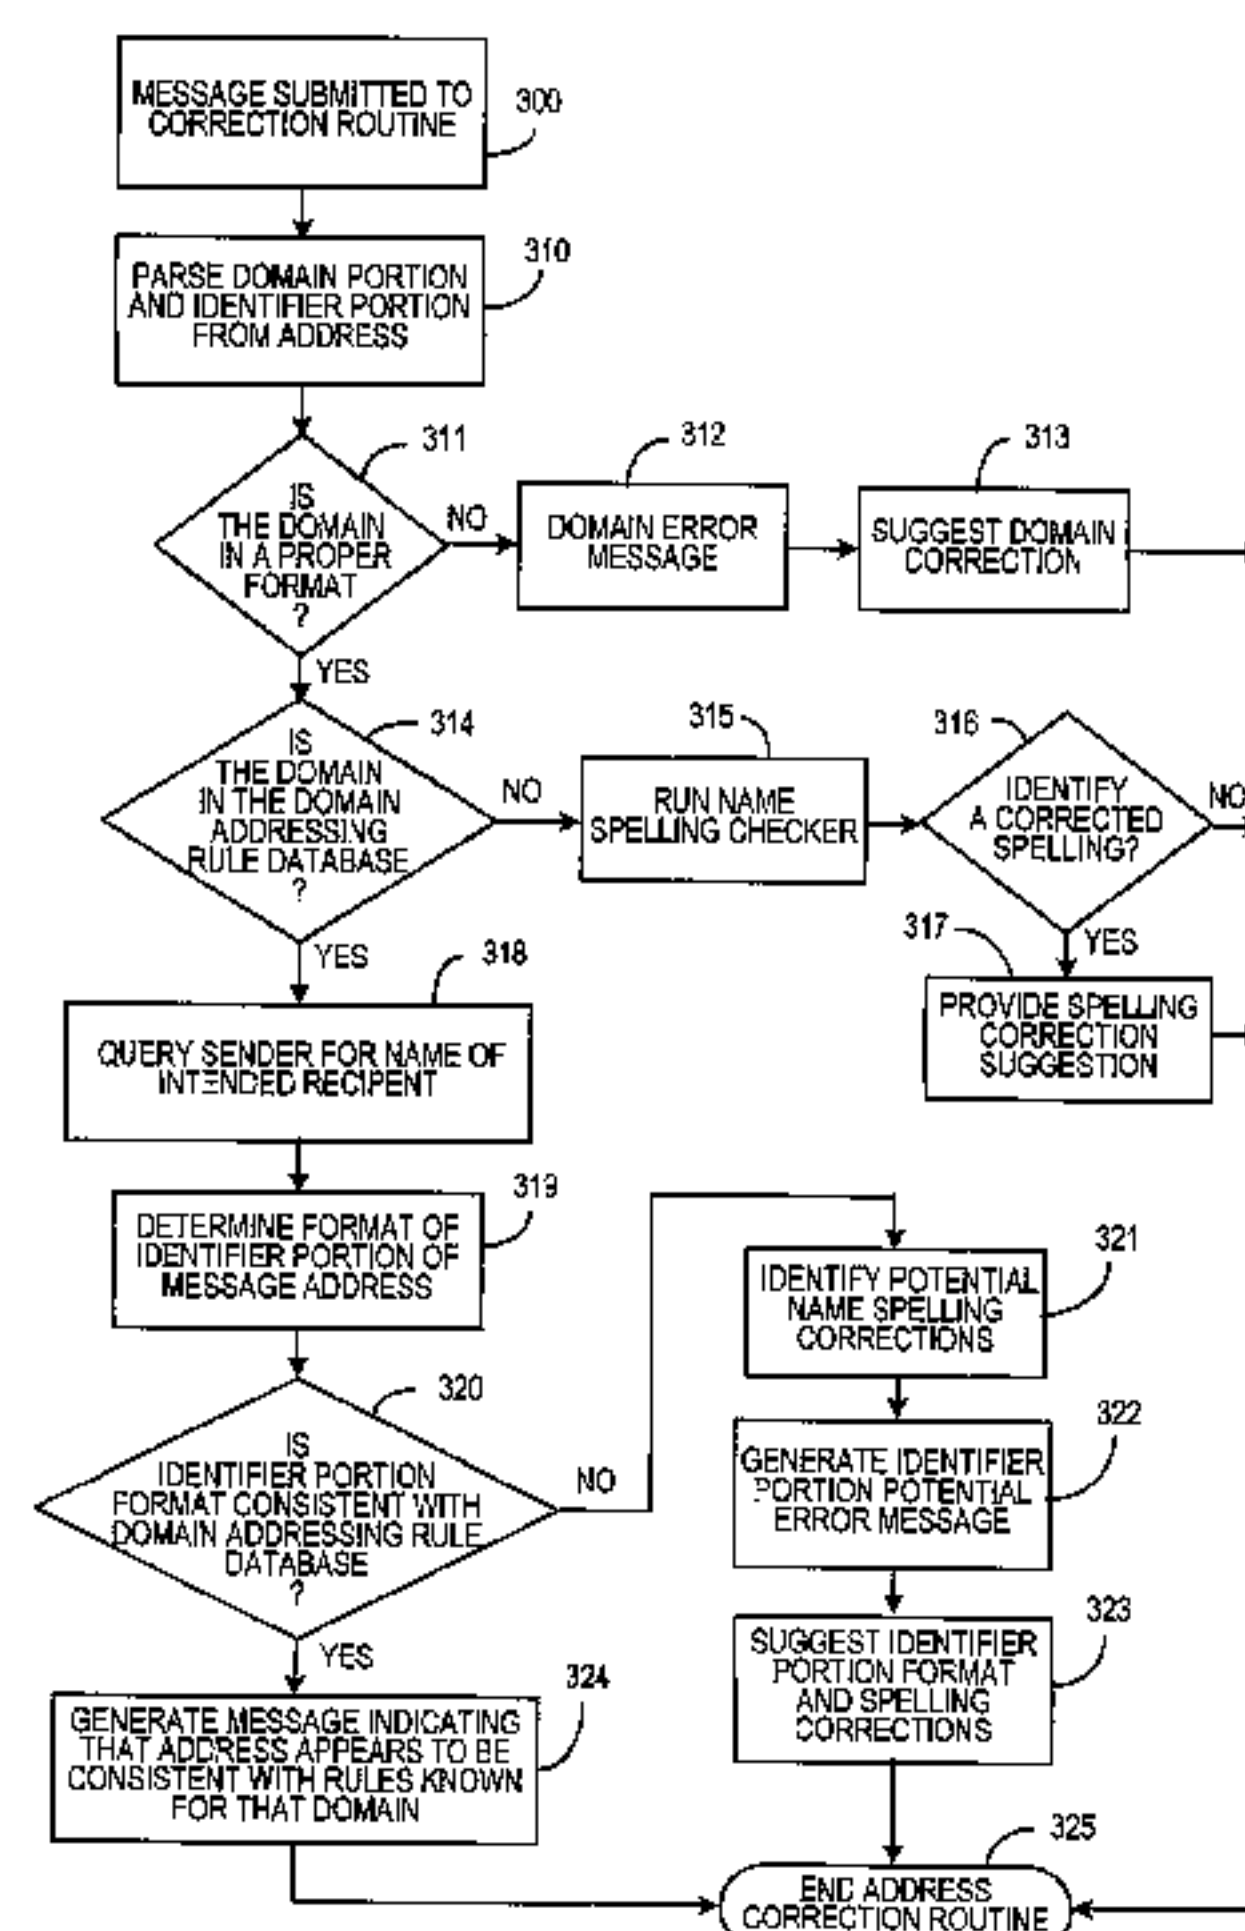 MESSAGE SUBMITTED TO
CORRECTION ROUTINE
300
PARSE DOMAIN PORTION
AND IDENTIFIER PORTION
FROM ADDRESS
310
IS
THE DOMAIN
IN A PROPER
FORMAT
?
311
NO
DOMAIN ERROR
MESSAGE
312
SUGGEST DOMAIN
CORRECTION
313
YES
IS
THE DOMAIN
IN THE DOMAIN
ADDRESSING
RULE DATABASE
?
314
NO
RUN NAME
SPELLING CHECKER
315
IDENTIFY
A CORRECTED
SPELLING?
316
NO
YES
PROVIDE SPELLING
CORRECTION
SUGGESTION
317
YES
QUERY SENDER FOR NAME OF
INTENDED RECIPENT
318
DETERMINE FORMAT OF
IDENTIFIER PORTION OF
MESSAGE ADDRESS
319
IS
IDENTIFIER PORTION
FORMAT CONSISTENT WITH
DOMAIN ADDRESSING RULE
DATABASE
?
320
NO
IDENTIFY POTENTIAL
NAME SPELLING
CORRECTIONS
321
GENERATE IDENTIFIER
PORTION POTENTIAL
ERROR MESSAGE
322
SUGGEST IDENTIFIER
PORTION FORMAT
AND SPELLING
CORRECTIONS
323
YES
GENERATE MESSAGE INDICATING
THAT ADDRESS APPEARS TO BE
CONSISTENT WITH RULES KNOWN
FOR THAT DOMAIN
324
END ADDRESS
CORRECTION ROUTINE
325